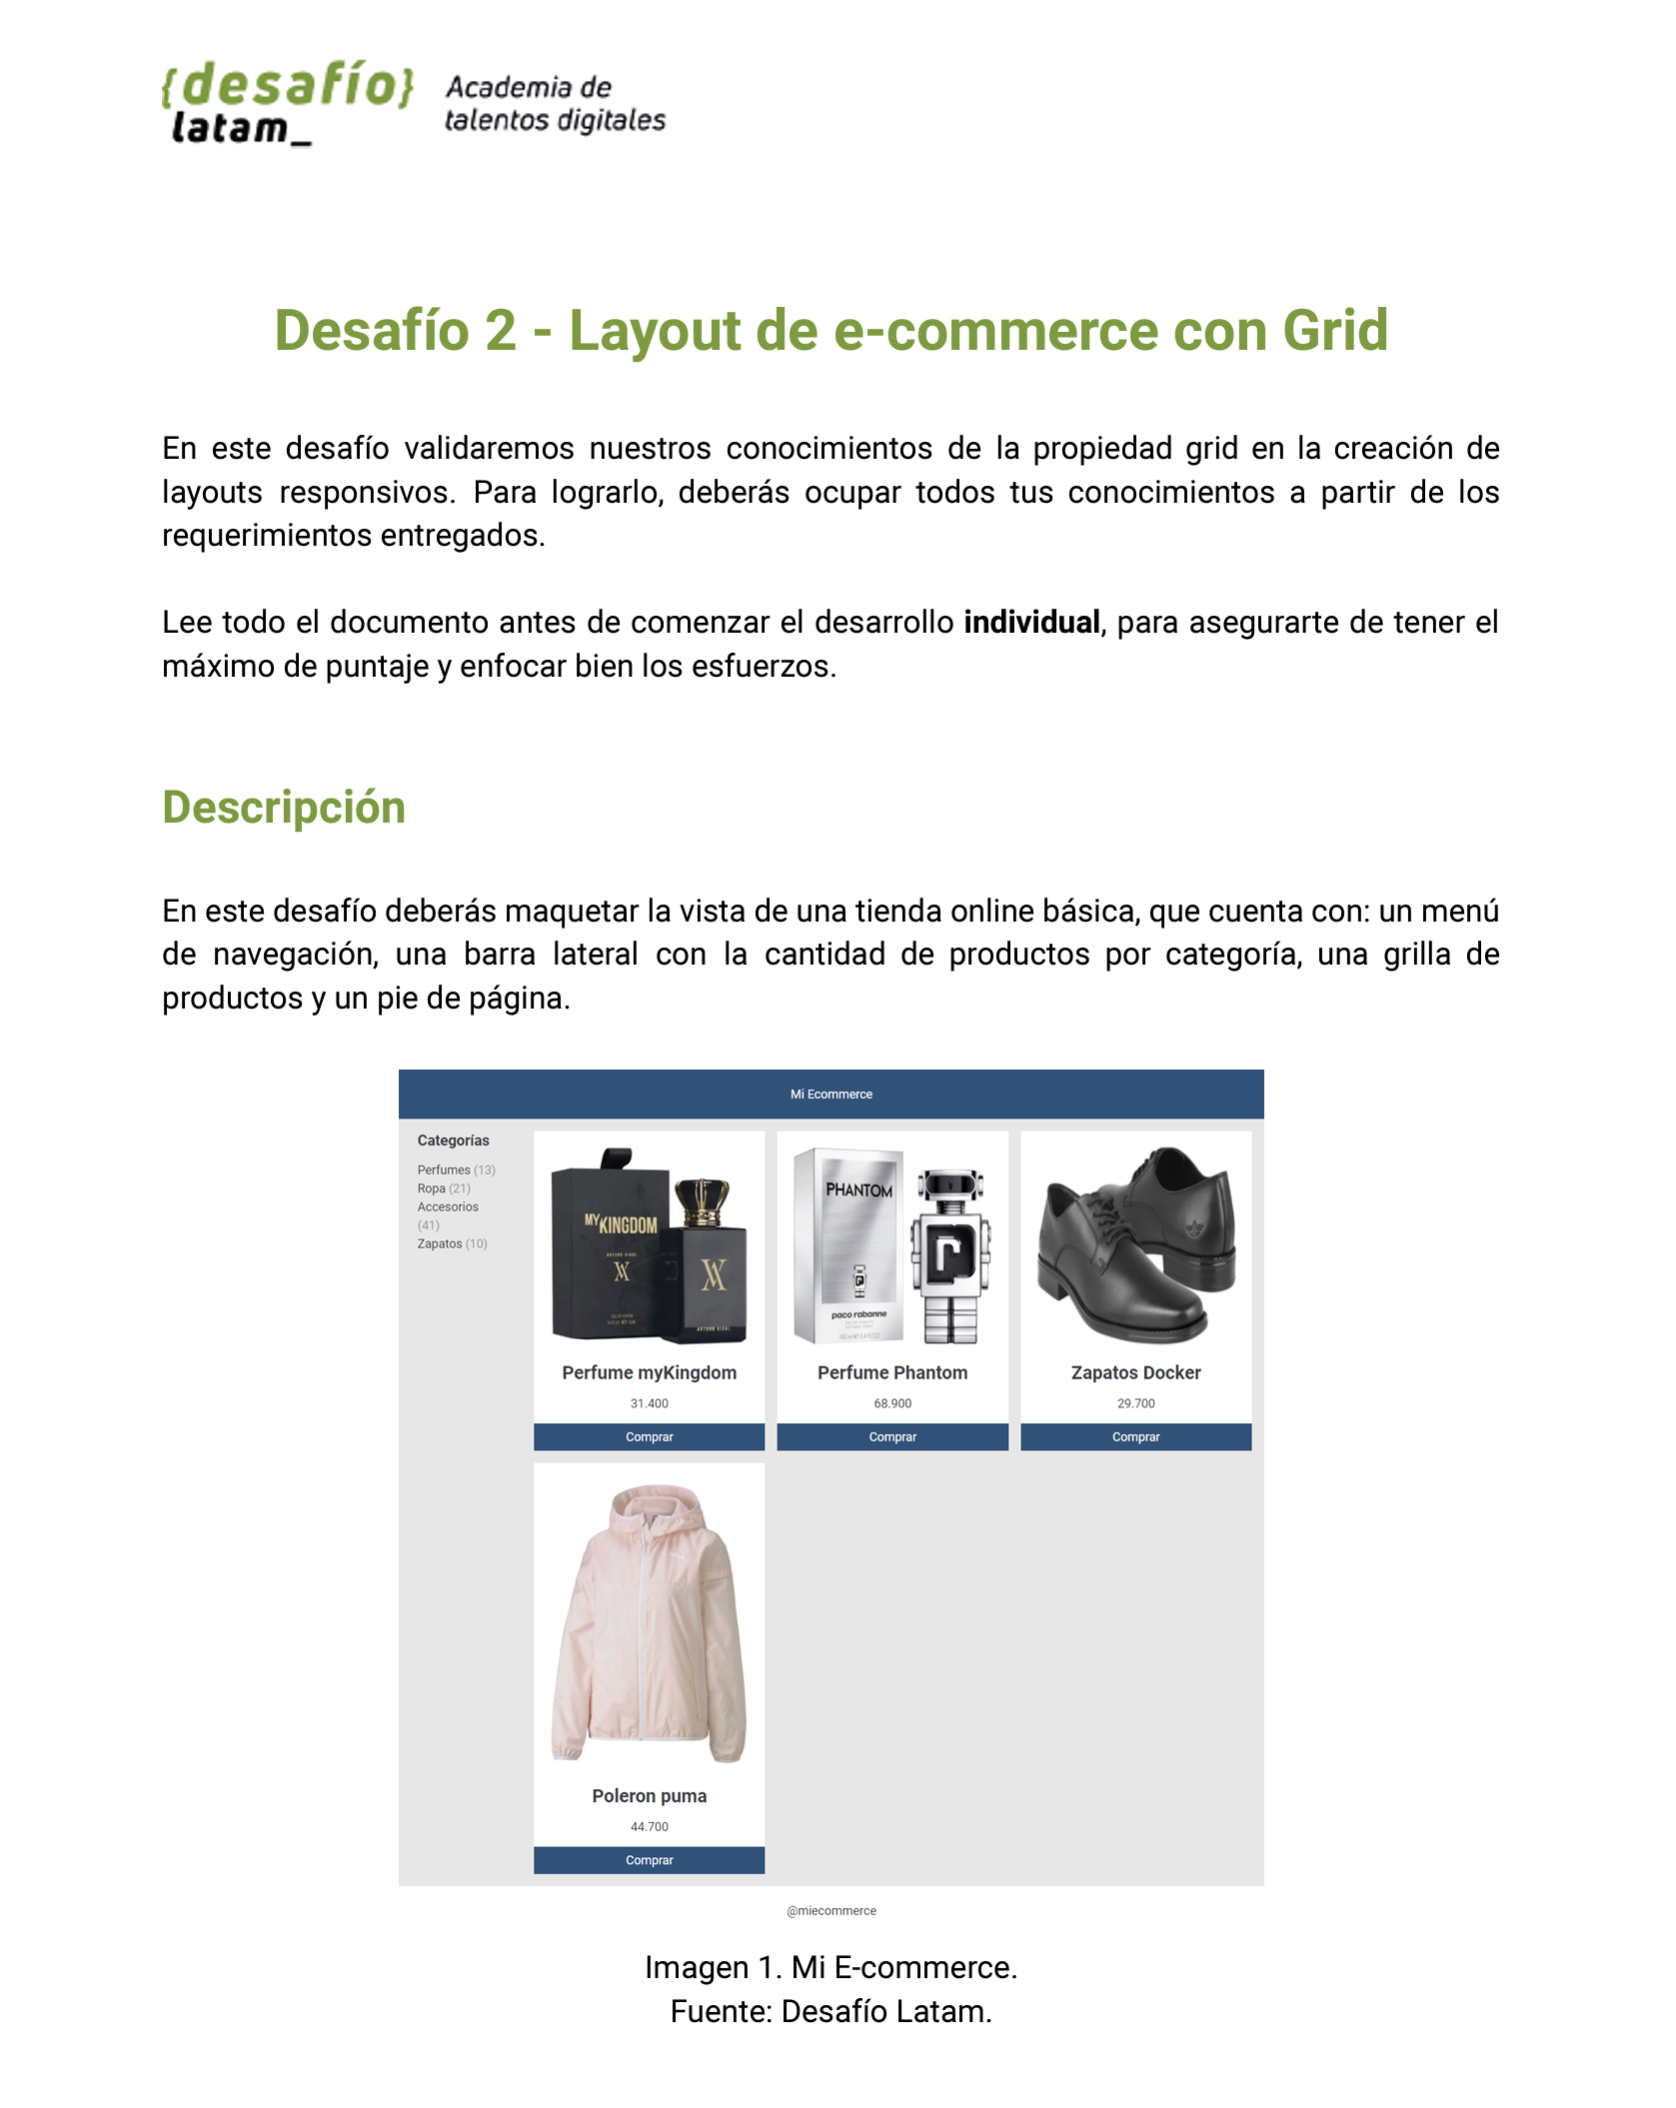 {desafío}
latam_
Academia de
talentos digitales
Desafío 2 - Layout de e-commerce con Grid
En este desafío validaremos nuestros conocimientos de la propiedad grid en la creación de
layouts responsivos. Para lograrlo, deberás ocupar todos tus conocimientos a partir de los
requerimientos entregados.
Lee todo el documento antes de comenzar el desarrollo individual, para asegurarte de tener el
máximo de puntaje y enfocar bien los esfuerzos.
Descripción
En este desafío deberás maquetar la vista de una tienda online básica, que cuenta con: un menú
de navegación, una barra lateral con la cantidad de productos por categoría, una grilla de
productos y un pie de página.
Mi Ecommerce
Categorías
Perfumes (13)
Ropa (21)
Accesorios
(41)
Zapatos (10)
MY KINGDOM
ARTURO VIDAL
Perfume myKingdom
31.400
Comprar
PHANTOM
paco rabanne
Perfume Phantom
68.900
Comprar
Zapatos Docker
29.700
Comprar
Poleron puma
44.700
Comprar
@miecommerce
Imagen 1. Mi E-commerce.
Fuente: Desafío Latam.